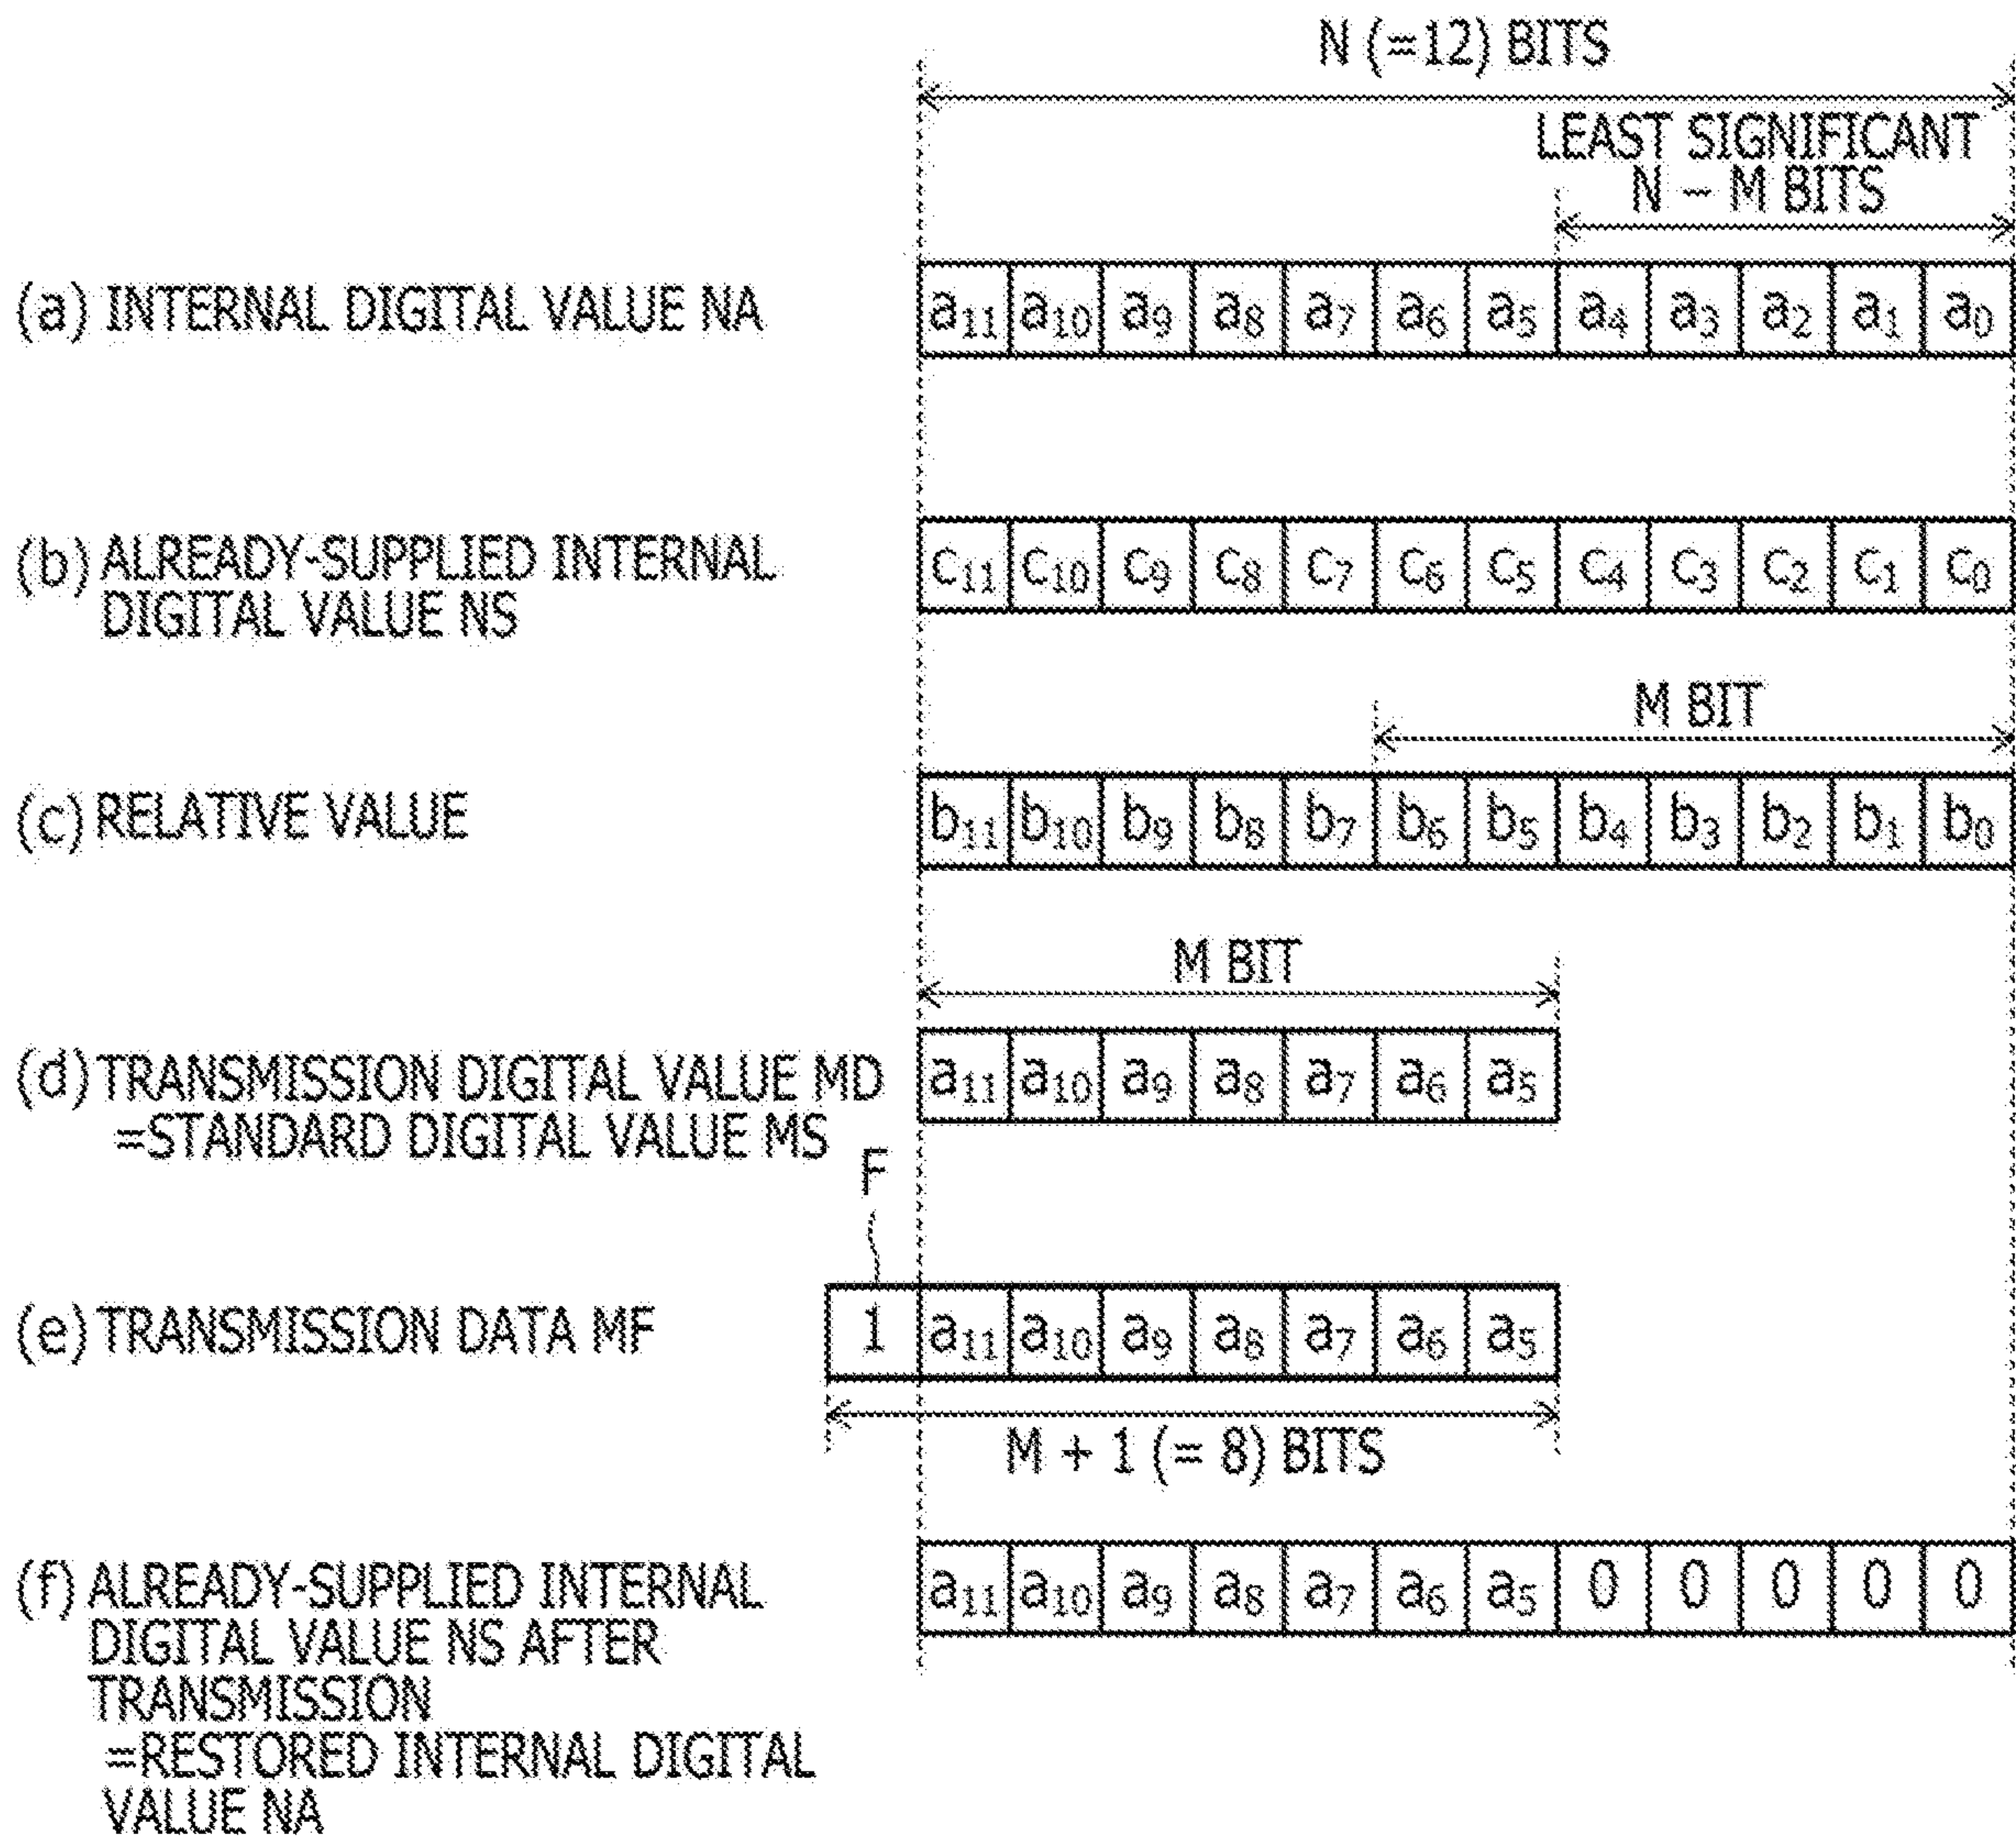 N (=12) BITS
LEAST SIGNIFICANT
N – M BITS
(a) INTERNAL DIGITAL VALUE NA
a11 a10 a9 a8 a7 a6 a5 a4 a3 a2 a1 a0
(b) ALREADY-SUPPLIED INTERNAL
DIGITAL VALUE NS
c11 c10 c9 c8 c7 c6 c5 c4 c3 c2 c1 c0
M BIT
(c) RELATIVE VALUE
b11 b10 b9 b8 b7 b6 b5 b4 b3 b2 b1 b0
M BIT
(d) TRANSMISSION DIGITAL VALUE MD
=STANDARD DIGITAL VALUE MS
a11 a10 a9 a8 a7 a6 a5
F
(e) TRANSMISSION DATA MF
1 a11 a10 a9 a8 a7 a6 a5
M + 1 (= 8) BITS
(f) ALREADY-SUPPLIED INTERNAL
DIGITAL VALUE NS AFTER
TRANSMISSION
=RESTORED INTERNAL DIGITAL
VALUE NA
a11 a10 a9 a8 a7 a6 a5 0 0 0 0 0